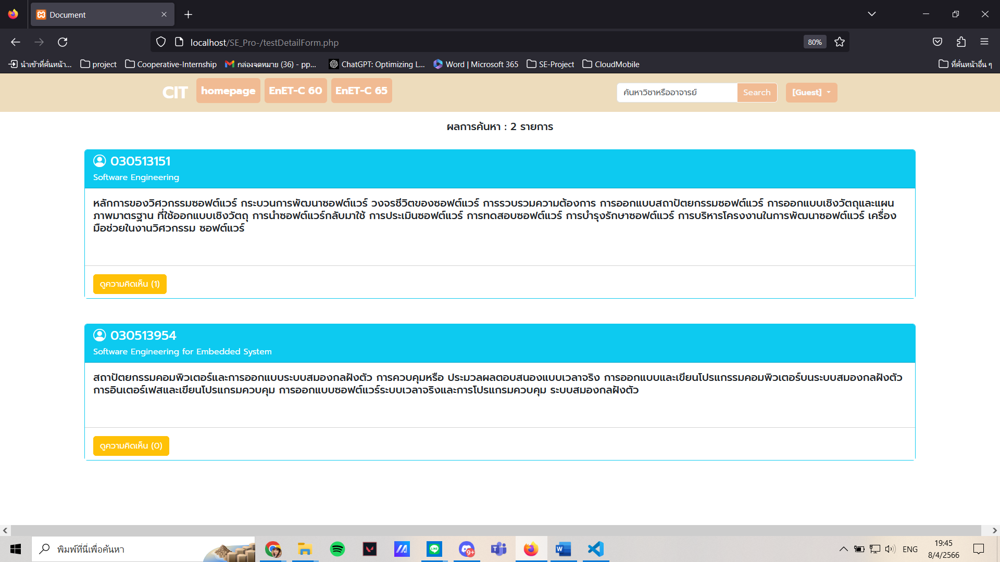 Document
localhost/SE_Pro-/testDetailForm.php
80%
นำเข้าที่คั่นหน้า...
project
Cooperative-Internship
กล่องจดหมาย (36) - pp...
ChatGPT: Optimizing L...
Word | Microsoft 365
SE-Project
CloudMobile
ที่คั่นหน้าอื่น ๆ
CIT
homepage
EnET-C 60
EnET-C 65
ค้นหาวิชาหรืออาจารย์
Search
[Guest]
ผลการค้นหา : 2 รายการ
030513151
Software Engineering
หลักการของวิศวกรรมซอฟต์แวร์ กระบวนการพัฒนาซอฟต์แวร์ วงจรชีวิตของซอฟต์แวร์ การรวบรวมความต้องการ การออกแบบสถาปัตยกรรมซอฟต์แวร์ การออกแบบเชิงวัตถุและแผน
ภาพมาตรฐาน ที่ใช้ออกแบบเชิงวัตถุ การนำซอฟต์แวร์กลับมาใช้ การประเมินซอฟต์แวร์ การทดสอบซอฟต์แวร์ การบำรุงรักษาซอฟต์แวร์ การบริหารโครงงานในการพัฒนาซอฟต์แวร์ เครื่อง
มือช่วยในงานวิศวกรรม ซอฟต์แวร์
ดูความคิดเห็น (1)
030513954
Software Engineering for Embedded System
สถาปัตยกรรมคอมพิวเตอร์และการออกแบบระบบสมองกลฝังตัว การควบคุมหรือ ประมวลผลตอบสนองแบบเวลาจริง การออกแบบและเขียนโปรแกรรมคอมพิวเตอร์บนระบบสมองกลฝังตัว
การอินเตอร์เฟสและเขียนโปรแกรมควบคุม การออกแบบซอฟต์แวร์ระบบเวลาจริงและการโปรแกรมควบคุม ระบบสมองกลฝังตัว
ดูความคิดเห็น (0)
พิมพ์ที่นี่เพื่อค้นหา
LINE
9+
T
W
ENG
19:45
8/4/2566